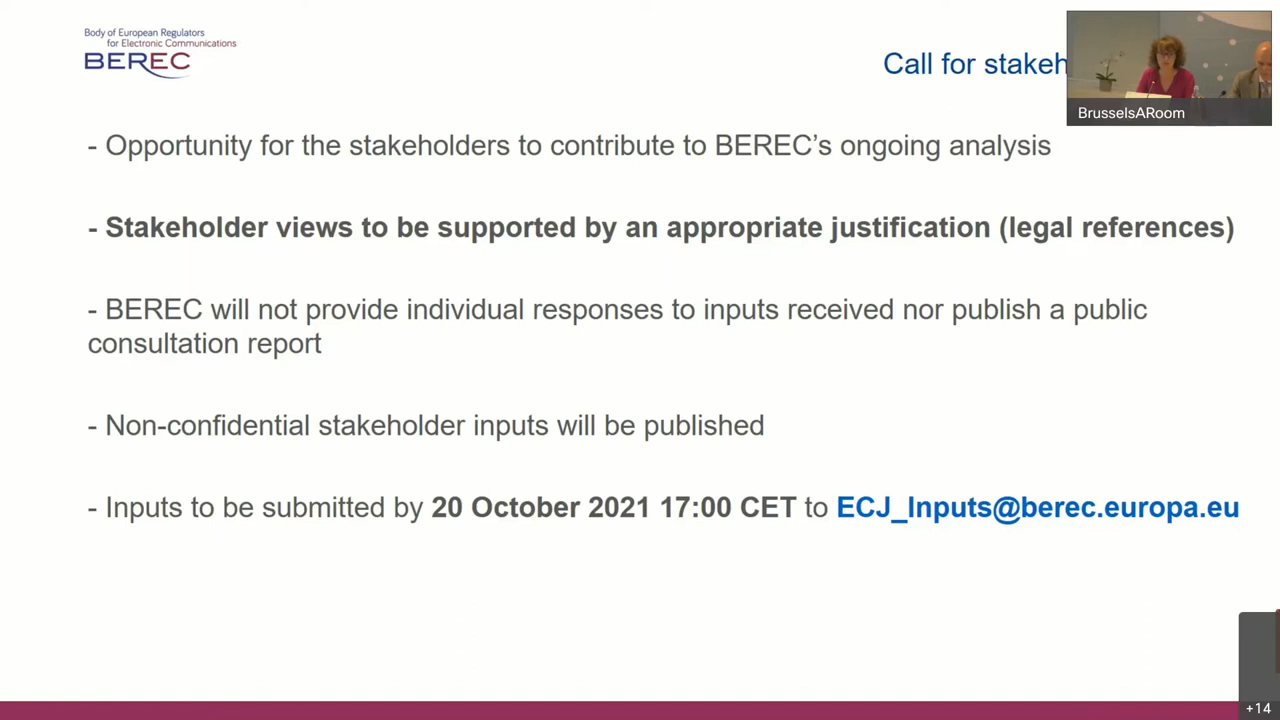 Body of European Regulators
for Electronic Communications
BEREC
Call for stakeh
BrusselsARoom
- Opportunity for the stakeholders to contribute to BEREC’s ongoing analysis
- Stakeholder views to be supported by an appropriate justification (legal references)
- BEREC will not provide individual responses to inputs received nor publish a public
consultation report
- Non-confidential stakeholder inputs will be published
- Inputs to be submitted by 20 October 2021 17:00 CET to ECJ_Inputs@berec.europa.eu
+14